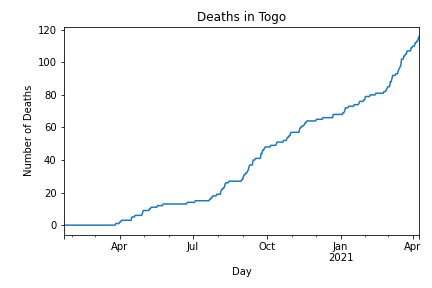 Deaths in Togo
Number of Deaths
120
100
80
60
40
20
0
Apr
Jul
Oct
Jan
2021
Apr
Day